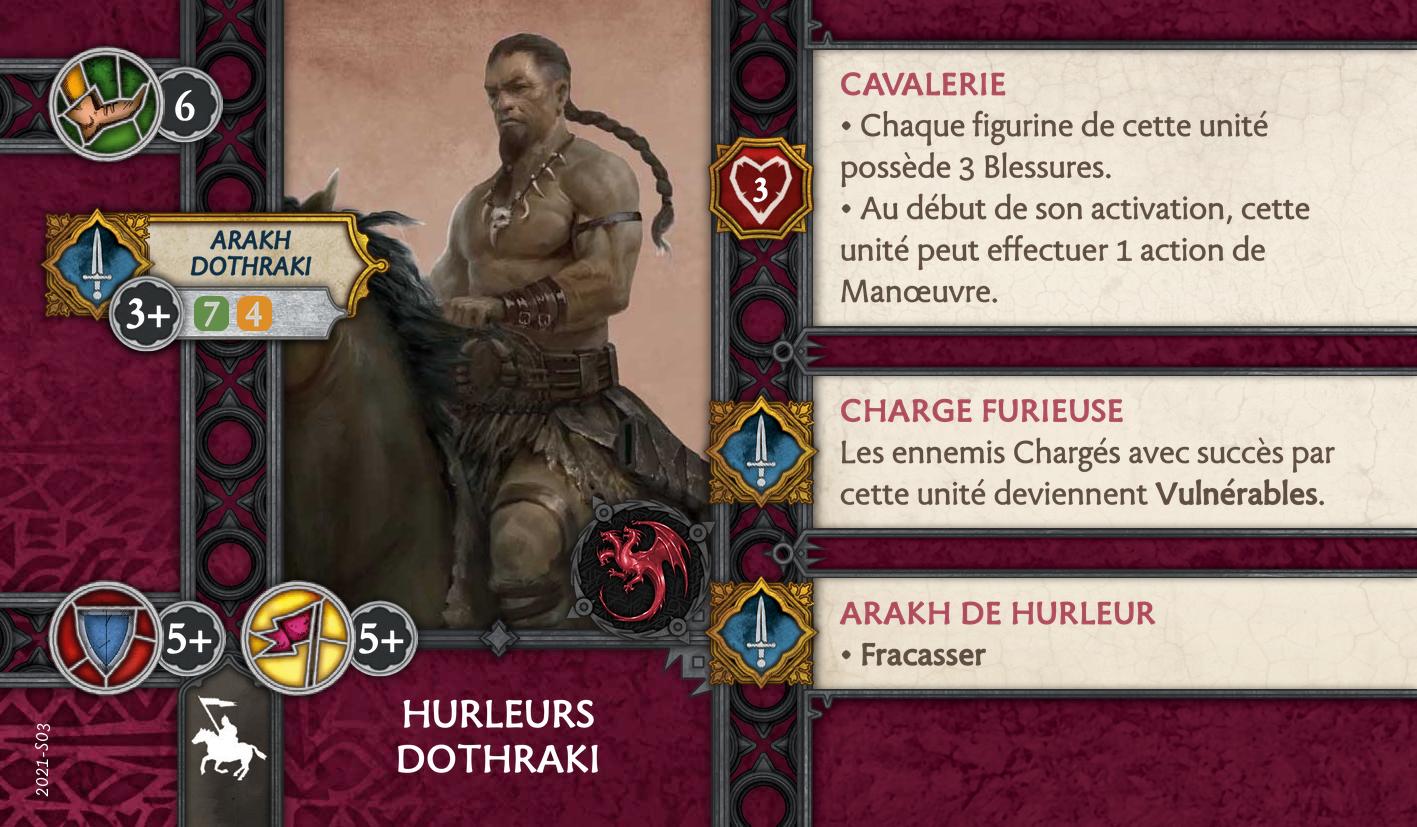 6
ARAKH
DOTHRAKI
3+ 7 4
5+ 5+
HURLEURS
DOTHRAKI
2021-S03
3
CAVALERIE
• Chaque figurine de cette unité
possède 3 Blessures.
• Au début de son activation, cette
unité peut effectuer 1 action de
Manœuvre.
CHARGE FURIEUSE
Les ennemis Chargés avec succès par
cette unité deviennent Vulnérables.
ARAKH DE HURLEUR
• Fracasser